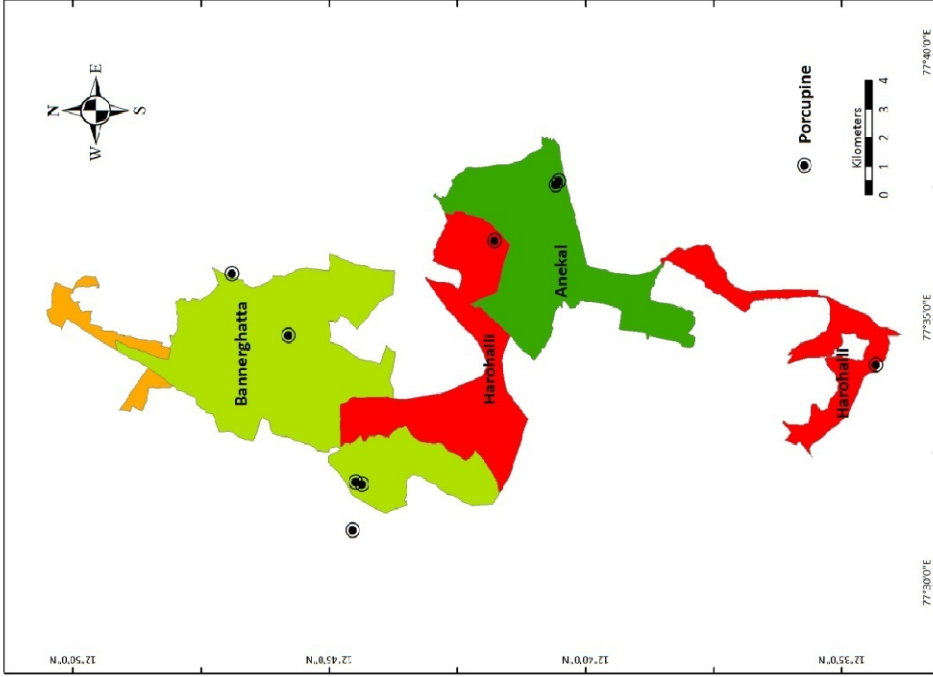 N
W E
S
Bannerghatta
Harohalli
Anekal
Harohalli
Porcupine
Kilometers
0 1 2 3 4
12°50'0"N
12°45'0"N
12°40'0"N
12°35'0"N
77°30'0"E
77°35'0"E
77°40'0"E